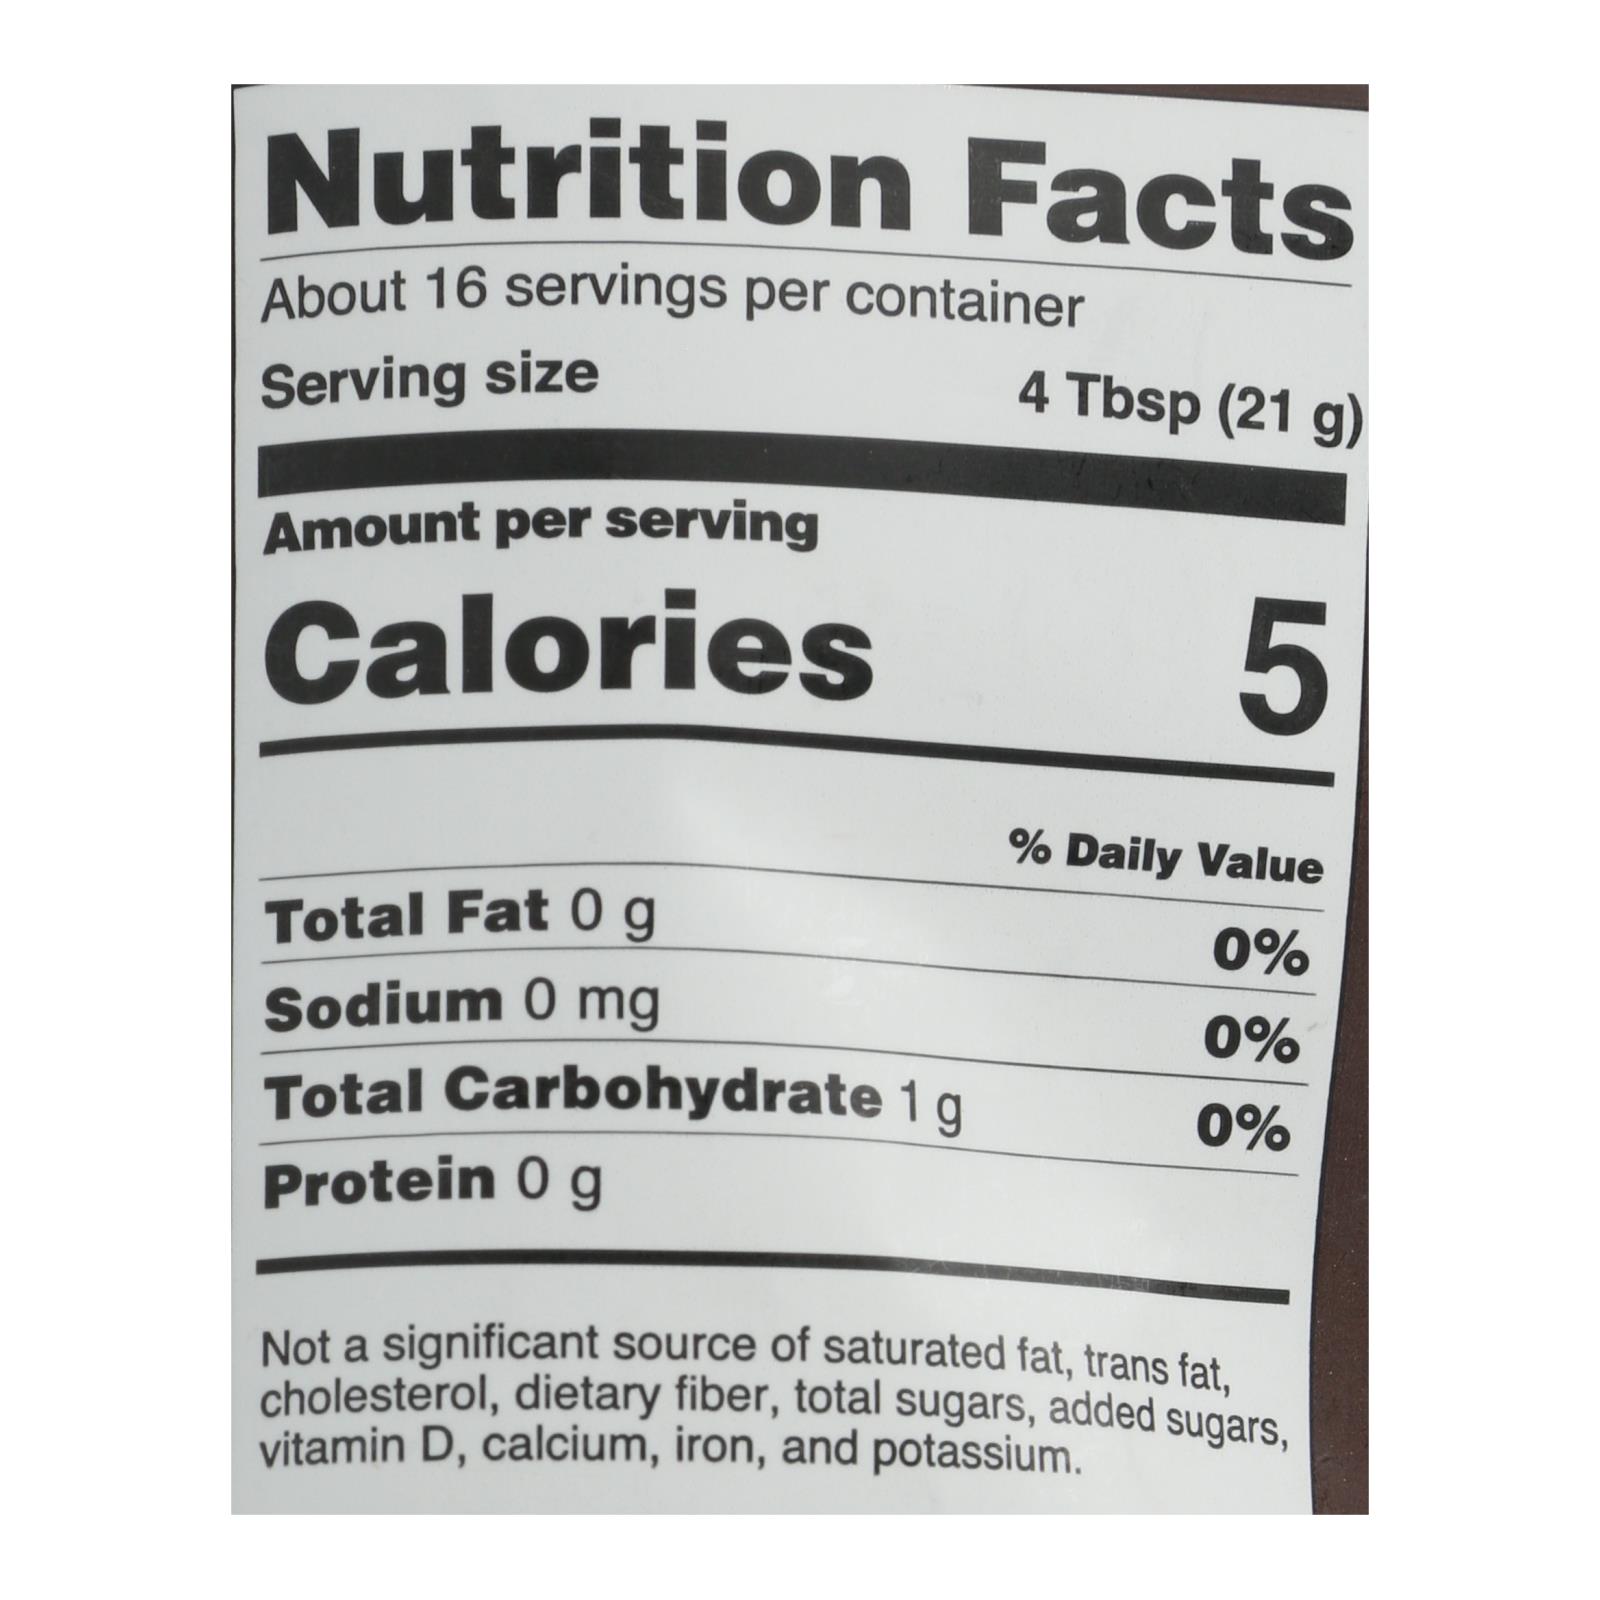 Nutrition Facts
About 16 servings per container
Serving size 4 Tbsp (21 g)
Amount per serving
Calories 5
% Daily Value
Total Fat 0 g 0%
Sodium 0 mg 0%
Total Carbohydrate 1 g 0%
Protein 0 g
Not a significant source of saturated fat, trans fat,
cholesterol, dietary fiber, total sugars, added sugars,
vitamin D, calcium, iron, and potassium.